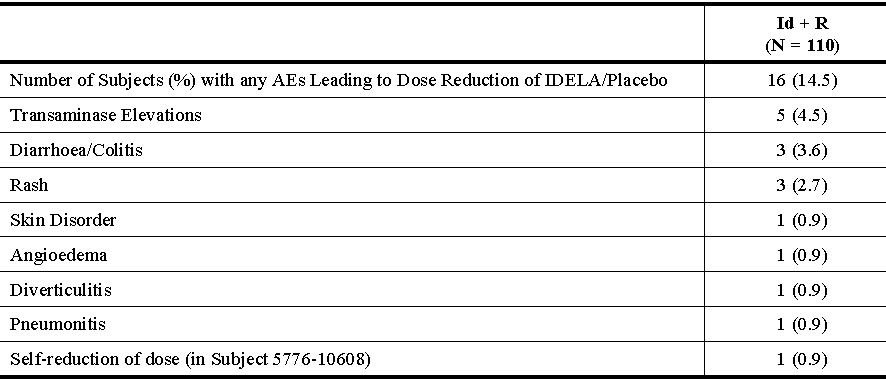 Id + R
(N = 110)
Number of Subjects (%) with any AEs Leading to Dose Reduction of IDELA/Placebo 16 (14.5)
Transaminase Elevations 5 (4.5)
Diarrhoea/Colitis 3 (3.6)
Rash 3 (2.7)
Skin Disorder 1 (0.9)
Angioedema 1 (0.9)
Diverticulitis 1 (0.9)
Pneumonitis 1 (0.9)
Self-reduction of dose (in Subject 5776-10608) 1 (0.9)